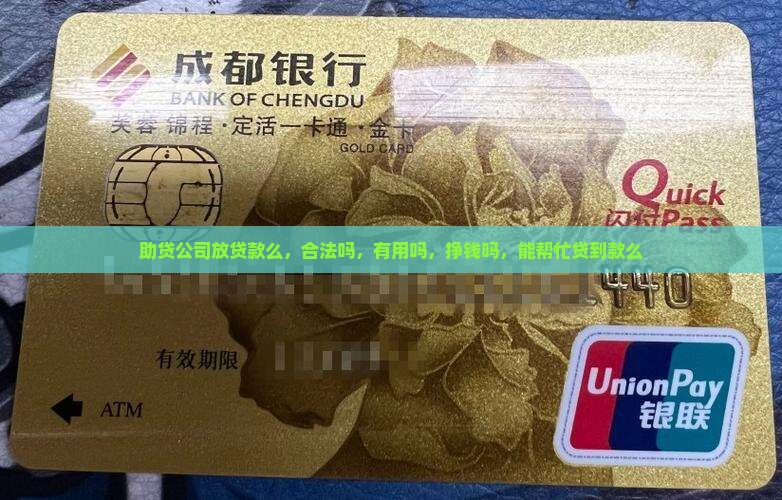 成都银行
BANK OF CHENGDU
芙蓉 锦程·定活一卡通·金卡
GOLD CARD
Quick
闪付Pass
助贷公司放贷款么，合法吗，有用吗，挣钱吗，能帮忙贷到款么
1440
有效期限
ATM
UnionPay
银联